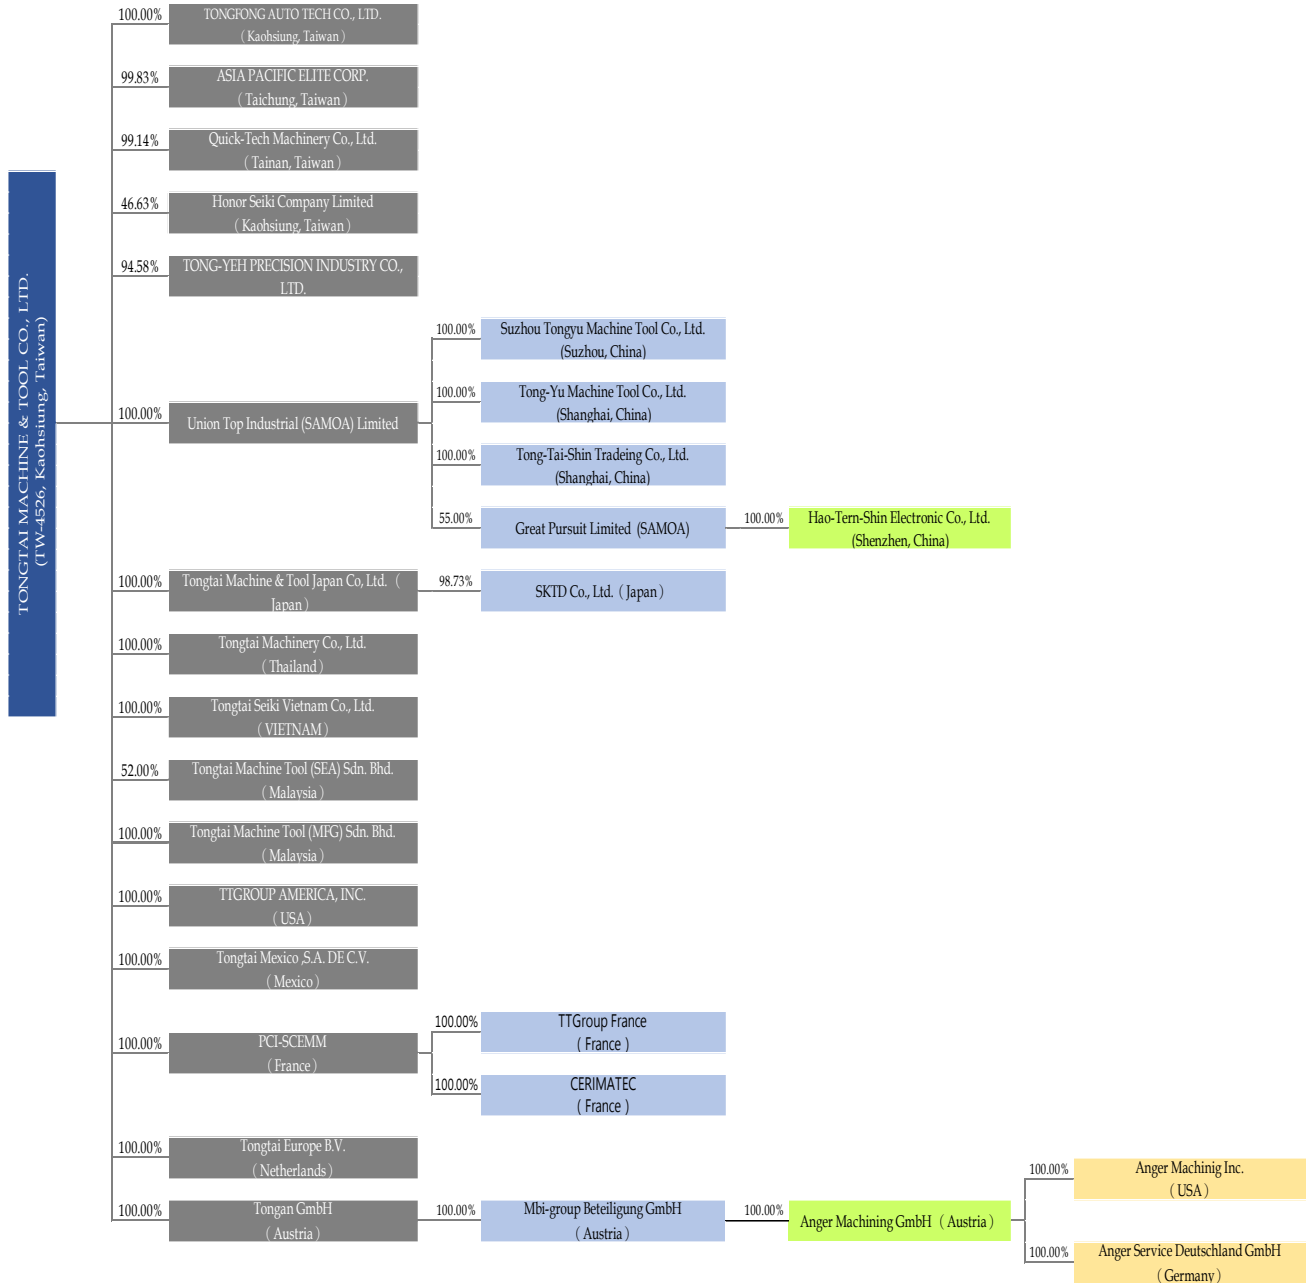 TONGTAI MACHINE & TOOL CO., LTD.
(TW-4526, Kaohsiung, Taiwan)
100.00%
TONGFONG AUTO TECH CO., LTD.
（Kaohsiung, Taiwan）
99.83%
ASIA PACIFIC ELITE CORP.
（Taichung, Taiwan）
99.14%
Quick-Tech Machinery Co., Ltd.
（Tainan, Taiwan）
46.63%
Honor Seiki Company Limited
（Kaohsiung, Taiwan）
94.58%
TONG-YEH PRECISION INDUSTRY CO.,
LTD.
100.00%
Union Top Industrial (SAMOA) Limited
100.00%
Suzhou Tongyu Machine Tool Co., Ltd.
(Suzhou, China)
100.00%
Tong-Yu Machine Tool Co., Ltd.
(Shanghai, China)
100.00%
Tong-Tai-Shin Tradeing Co., Ltd.
(Shanghai, China)
55.00%
Great Pursuit Limited (SAMOA)
100.00%
Hao-Tern-Shin Electronic Co., Ltd.
(Shenzhen, China)
100.00%
Tongtai Machine & Tool Japan Co, Ltd.（
Japan）
98.73%
SKTD Co., Ltd.（Japan）
100.00%
Tongtai Machinery Co., Ltd.
（Thailand）
100.00%
Tongtai Seiki Vietnam Co., Ltd.
（VIETNAM）
52.00%
Tongtai Machine Tool (SEA) Sdn. Bhd.
（Malaysia）
100.00%
Tongtai Machine Tool (MFG) Sdn. Bhd.
（Malaysia）
100.00%
TTGROUP AMERICA, INC.
（USA）
100.00%
Tongtai Mexico ,S.A. DE C.V.
（Mexico）
100.00%
PCI-SCEMM
（France）
100.00%
TTGroup France
（France）
100.00%
CERIMATEC
（France）
100.00%
Tongtai Europe B.V.
（Netherlands）
100.00%
Tongan GmbH
（Austria）
100.00%
Mbi-group Beteiligung GmbH
（Austria）
100.00%
Anger Machining GmbH（Austria）
100.00%
Anger Machinig Inc.
（USA）
100.00%
Anger Service Deutschland GmbH
（Germany）